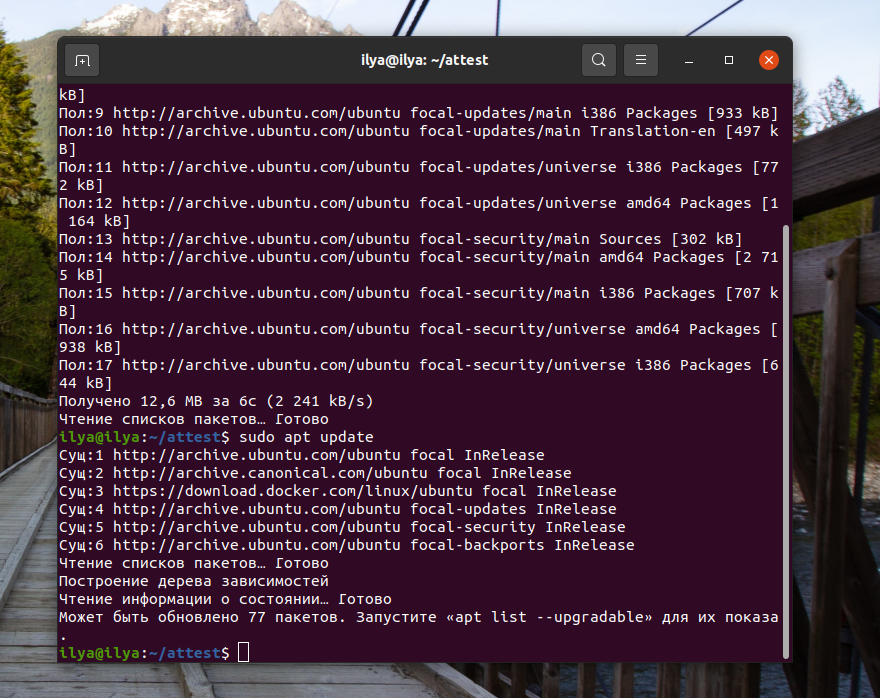 ilya@ilya: ~/attest
kB]
Пол:9 http://archive.ubuntu.com/ubuntu focal-updates/main i386 Packages [933 kB]
Пол:10 http://archive.ubuntu.com/ubuntu focal-updates/main Translation-en [497 k
B]
Пол:11 http://archive.ubuntu.com/ubuntu focal-updates/universe i386 Packages [77
2 kB]
Пол:12 http://archive.ubuntu.com/ubuntu focal-updates/universe amd64 Packages [1
 164 kB]
Пол:13 http://archive.ubuntu.com/ubuntu focal-security/main Sources [302 kB]
Пол:14 http://archive.ubuntu.com/ubuntu focal-security/main amd64 Packages [2 71
5 kB]
Пол:15 http://archive.ubuntu.com/ubuntu focal-security/main i386 Packages [707 k
B]
Пол:16 http://archive.ubuntu.com/ubuntu focal-security/universe amd64 Packages [
938 kB]
Пол:17 http://archive.ubuntu.com/ubuntu focal-security/universe i386 Packages [6
44 kB]
Получено 12,6 MB за 6с (2 241 kB/s)
Чтение списков пакетов… Готово
ilya@ilya:~/attest$ sudo apt update
Сущ:1 http://archive.ubuntu.com/ubuntu focal InRelease
Сущ:2 http://archive.canonical.com/ubuntu focal InRelease
Сущ:3 https://download.docker.com/linux/ubuntu focal InRelease
Сущ:4 http://archive.ubuntu.com/ubuntu focal-updates InRelease
Сущ:5 http://archive.ubuntu.com/ubuntu focal-security InRelease
Сущ:6 http://archive.ubuntu.com/ubuntu focal-backports InRelease
Чтение списков пакетов… Готово
Построение дерева зависимостей
Чтение информации о состоянии… Готово
Может быть обновлено 77 пакетов. Запустите «apt list --upgradable» для их показа
.
ilya@ilya:~/attest$